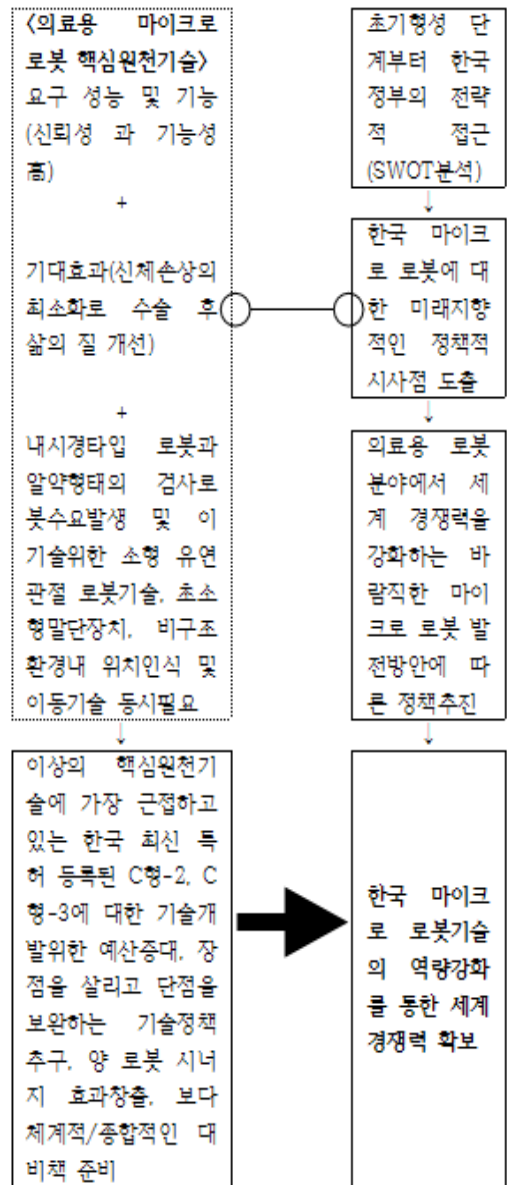 〈의료용 마이크로
로봇 핵심원천기술〉
요구 성능 및 기능
(신뢰성 과 기능성
高)
+
기대효과(신체손상의
최소화로 수술 후
삶의 질 개선)
+
내시경타입 로봇과
알약형태의 검사로
봇수요발생 및 이
기술위한 소형 유연
관절 로봇기술, 초소
형말단장치, 비구조
환경내 위치인식 및
이동기술 동시필요
↓
이상의 핵심원천기
술에 가장 근접하고
있는 한국 최신 특
허 등록된 C형-2, C
형-3에 대한 기술개
발위한 예산증대, 장
점을 살리고 단점을
보완하는 기술정책
추구, 양 로봇 시너
지 효과창출, 보다
체계적/종합적인 대
비책 준비
초기형성 단
계부터 한국
정부의 전략
적 접근
(SWOT분석)
↓
한국 마이크
로 로봇에 대
한 미래지향
적인 정책적
시사점 도출
↓
의료용 로봇
분야에서 세
계 경쟁력을
강화하는 바
람직한 마이
크로 로봇 발
전방안에 따
른 정책추진
↓
한국 마이크
로 로봇기술
의 역량강화
를 통한 세계
경쟁력 확보